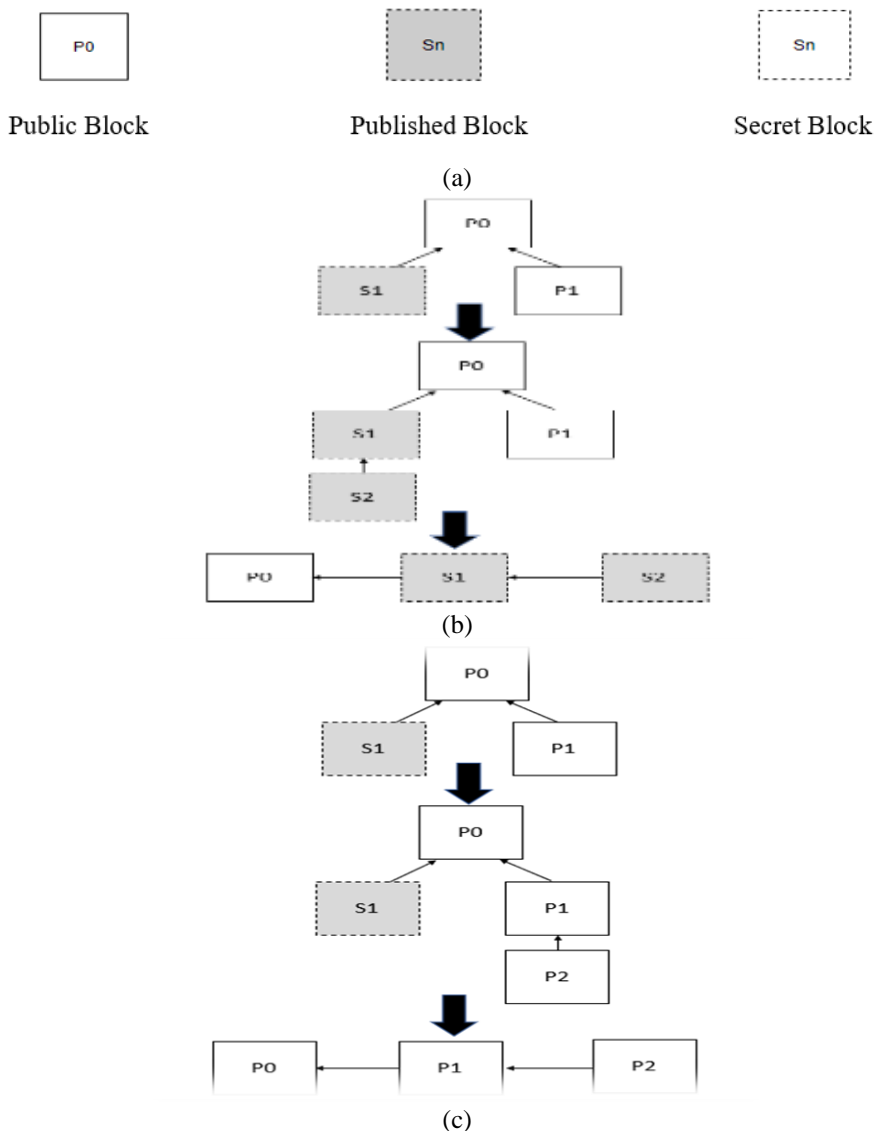 P0 Sn Sn
Public Block Published Block Secret Block
(a)
P0
S1 P1
P0
S1 P1
S2
P0 S1 S2
(b)
P0
S1 P1
P0
S1 P1
P2
P0 P1 P2
(c)